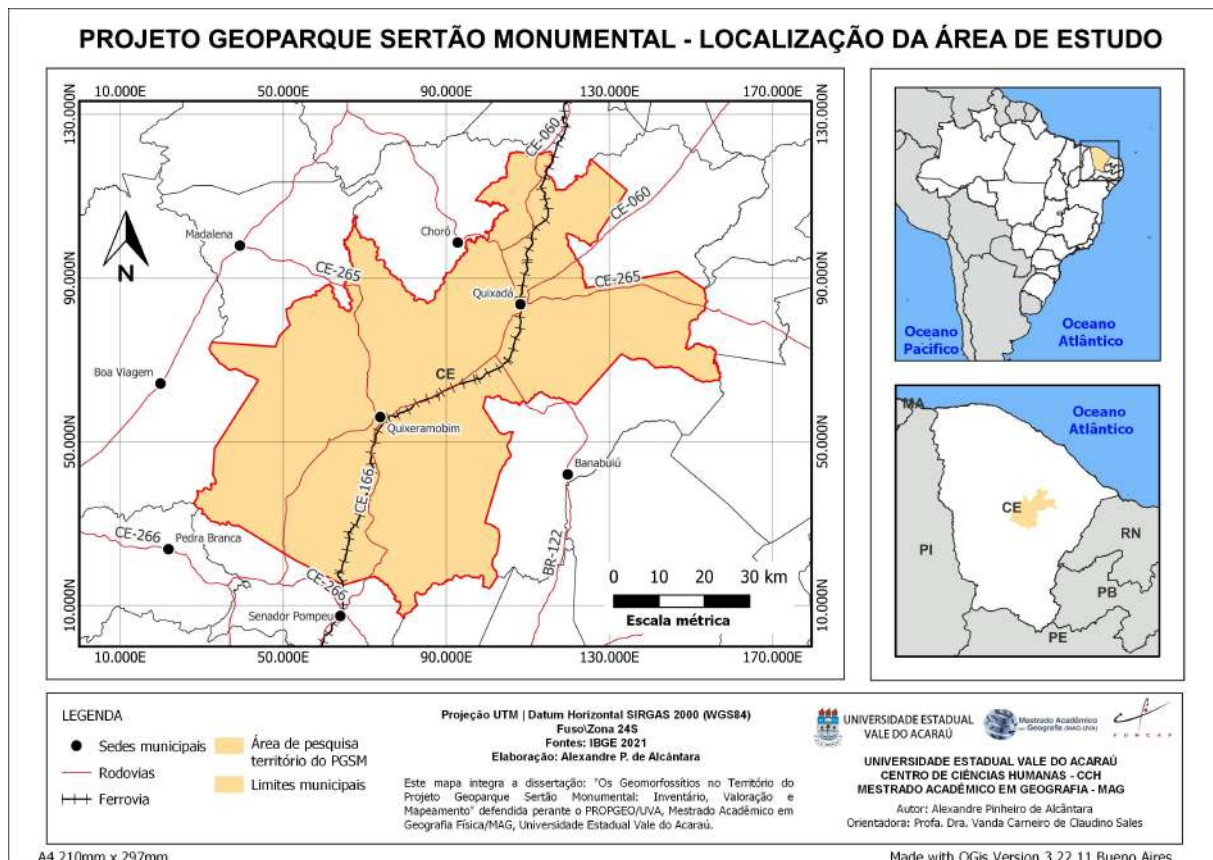 PROJETO GEOPARQUE SERTÃO MONUMENTAL - LOCALIZAÇÃO DA ÁREA DE ESTUDO
10.000E 50.000E 90.000E 130.000E 170.000E
130.000N
130.000N
CE-060
CE-060
Choró
Madalena
N
CE-265
90.000N
90.000N
CE-265
Quixadá
Boa Viagem
CE
Quixeramobim
50.000N
50.000N
Banabuiú
CE-166
CE-266
Pedra Branca
BR-122
0 10 20 30 km
Escala métrica
CE-266
Senador Pompeu
10.000N
10.000N
10.000E 50.000E 90.000E 130.000E 170.000E
Oceano
Pacífico
Oceano
Atlântico
MA
Oceano
Atlântico
CE
RN
PI
PB
PE
LEGENDA
Sedes municipais
Rodovias
Ferrovia
Área de pesquisa
território do PGSM
Limites municipais
Projeção UTM | Datum Horizontal SIRGAS 2000 (WGS84)
Fuso\Zona 24S
Fontes: IBGE 2021
Elaboração: Alexandre P. de Alcántara
Este mapa integra a dissertação: "Os Geomorfossítios no Território do
Projeto Geoparque Sertão Monumental: Inventário, Valoração e
Mapeamento" defendida perante o PROPGEO/UVA, Mestrado Acadêmico em
Geografia Física/MAG, Universidade Estadual Vale do Acaraú.
UNIVERSIDADE ESTADUAL
VALE DO ACARAÚ
Mestrado Acadêmico
em Geografia (MAG-UVA)
FUNCAP
UNIVERSIDADE ESTADUAL VALE DO ACARAÚ
CENTRO DE CIÊNCIAS HUMANAS - CCH
MESTRADO ACADÊMICO EM GEOGRAFIA - MAG
Autor: Alexandre Pinheiro de Alcântara
Orientadora: Profa. Dra. Vanda Carneiro de Claudino Sales
A4 210mm x 297mm
Made with QGis Version 3.22.11 Bueno Aires